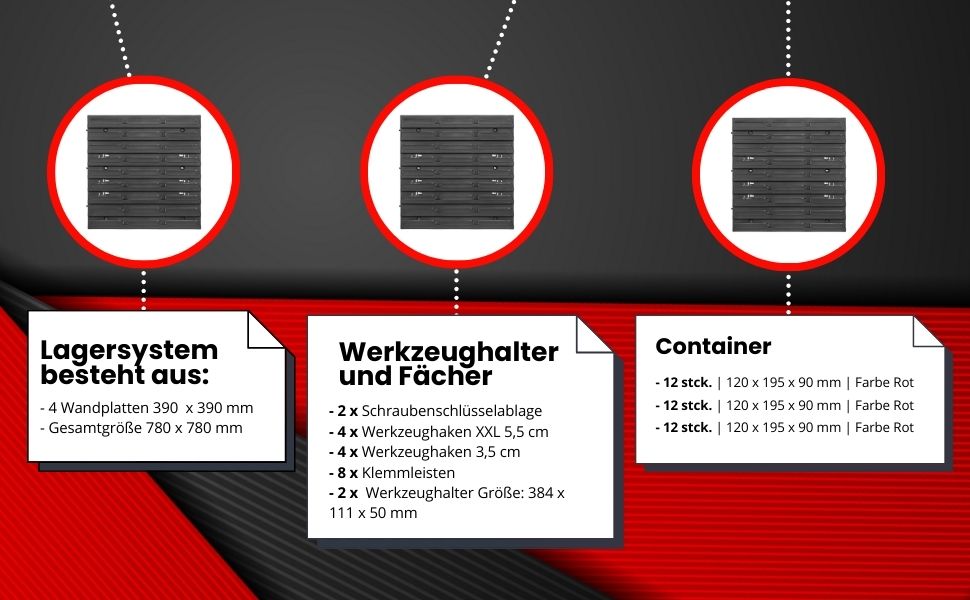 Lagersystem
besteht aus:
- 4 Wandplatten 390 x 390 mm
- Gesamtgröße 780 x 780 mm
Werkzeughalter
und Fächer
- 2 x Schraubenschlüsselablage
- 4 x Werkzeughaken XXL 5,5 cm
- 4 x Werkzeughaken 3,5 cm
- 8 x Klemmleisten
- 2 x Werkzeughalter Größe: 384 x
111 x 50 mm
Container
- 12 stck. | 120 x 195 x 90 mm | Farbe Rot
- 12 stck. | 120 x 195 x 90 mm | Farbe Rot
- 12 stck. | 120 x 195 x 90 mm | Farbe Rot